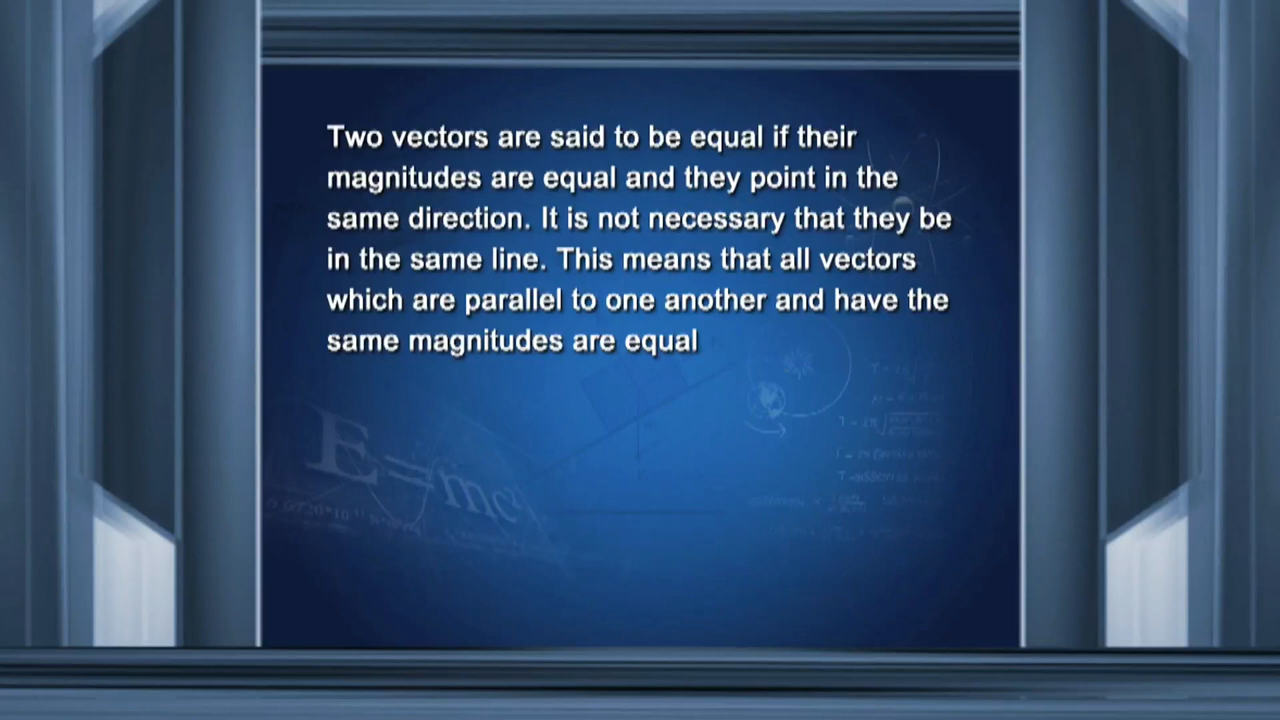 Two vectors are said to be equal if their
magnitudes are equal and they point in the
same direction. It is not necessary that they be
in the same line. This means that all vectors
which are parallel to one another and have the
same magnitudes are equal
E=mc²